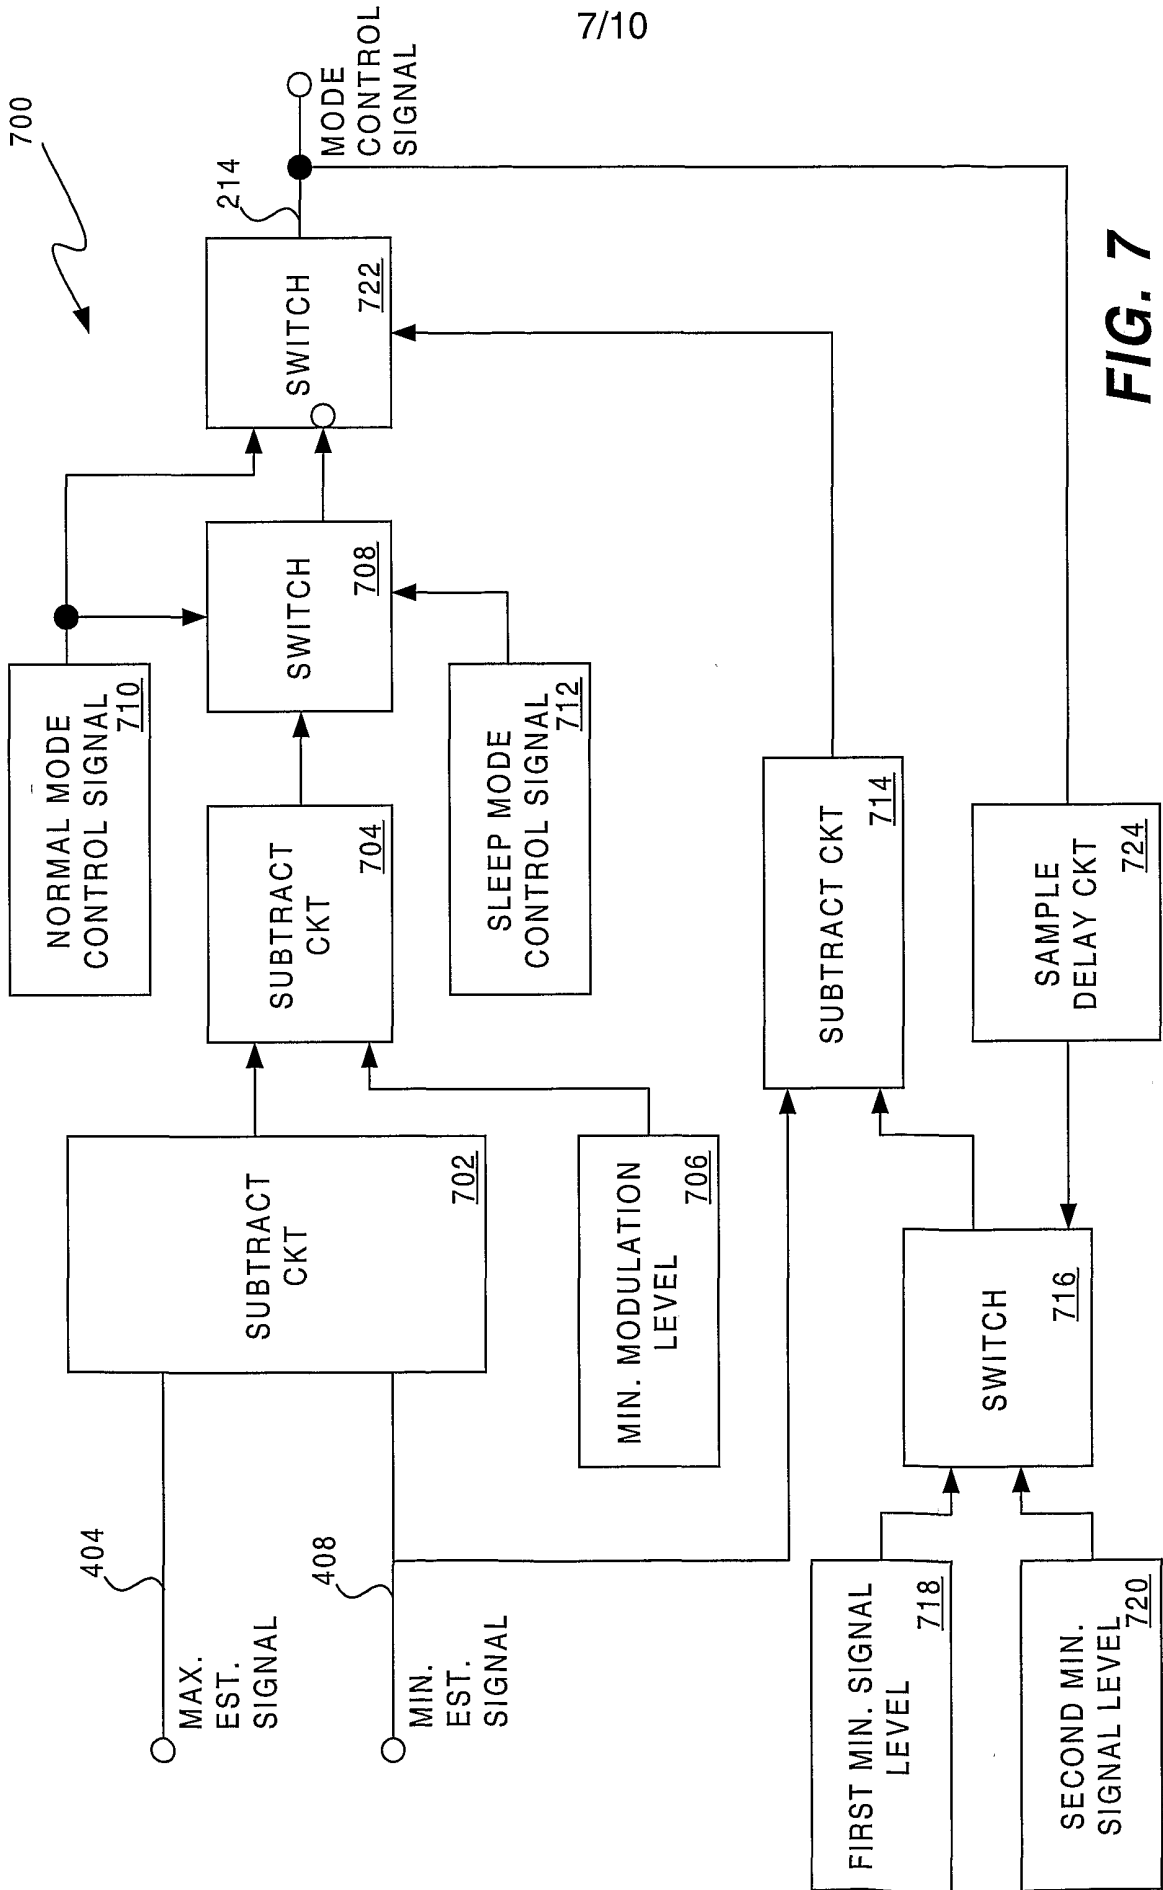 7/10
700
NORMAL MODE
CONTROL SIGNAL
710
MAX.
EST.
SIGNAL
404
MIN.
EST.
SIGNAL
408
SUBTRACT
CKT
702
SUBTRACT
CKT
704
SWITCH
708
SWITCH
722
214
MODE
CONTROL
SIGNAL
MIN. MODULATION
LEVEL
706
SLEEP MODE
CONTROL SIGNAL
712
SUBTRACT CKT
714
FIRST MIN. SIGNAL
LEVEL
718
SECOND MIN.
SIGNAL LEVEL
720
SWITCH
716
SAMPLE
DELAY CKT
724
FIG. 7